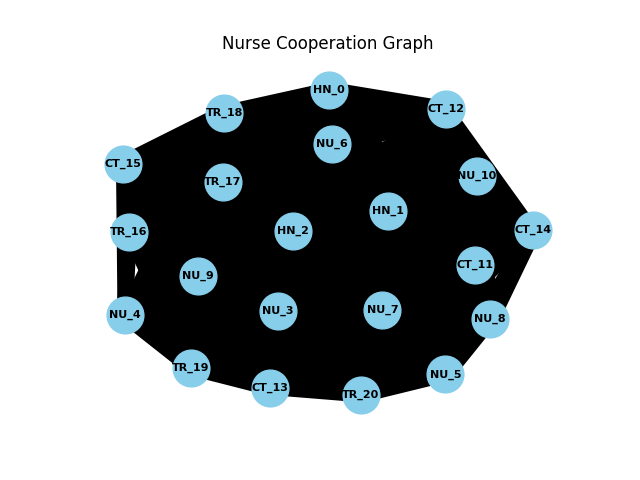 Nurse Cooperation Graph
HN_0
CT_12
TR_18
NU_6
CT_15
NU_10
TR_17
HN_1
CT_14
TR_16
HN_2
CT_11
NU_9
NU_4
NU_3
NU_7
NU_8
TR_19
NU_5
CT_13
TR_20